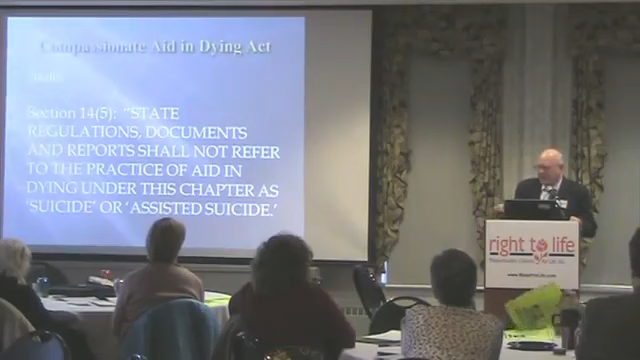 Compassionate Aid in Dying Act
Section 14(5): “STATE
REGULATIONS, DOCUMENTS
AND REPORTS SHALL NOT REFER
TO THE PRACTICE OF AID IN
DYING UNDER THIS CHAPTER AS
‘SUICIDE’ OR ‘ASSISTED SUICIDE.’
right to life